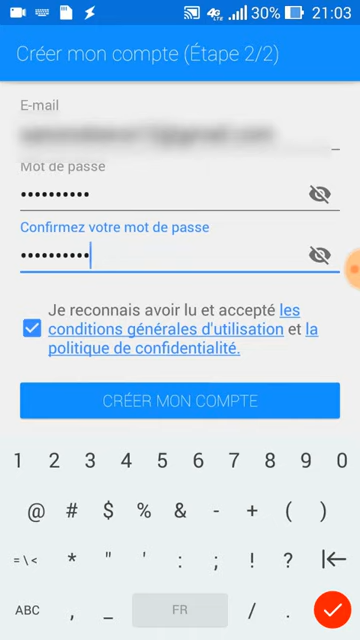 4G LTE 30% 21:03
Créer mon compte (Étape 2/2)
E-mail
Mot de passe
••••••••••
Confirmez votre mot de passe
••••••••••
Je reconnais avoir lu et accepté les
conditions générales d'utilisation et la
politique de confidentialité.
CRÉER MON COMPTE
1 2 3 4 5 6 7 8 9 0
@ # $ % & - + ( )
=\< * " ' : ; ! ?
ABC , _ FR / .